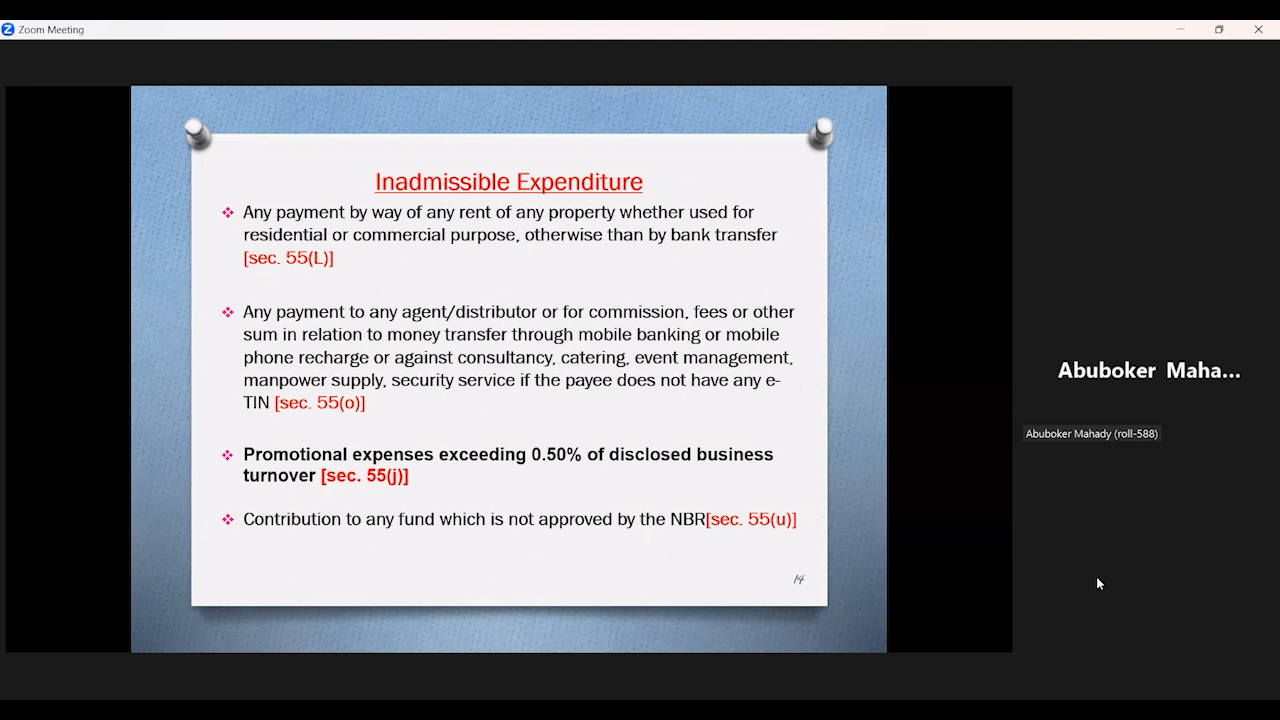 Zoom Meeting
Inadmissible Expenditure
Any payment by way of any rent of any property whether used for
residential or commercial purpose, otherwise than by bank transfer
[sec. 55(L)]
Any payment to any agent/distributor or for commission, fees or other
sum in relation to money transfer through mobile banking or mobile
phone recharge or against consultancy, catering, event management,
manpower supply, security service if the payee does not have any e-
TIN [sec. 55(o)]
Promotional expenses exceeding 0.50% of disclosed business
turnover [sec. 55(j)]
Contribution to any fund which is not approved by the NBR[sec. 55(u)]
14
Abuboker Maha...
Abuboker Mahady (roll-588)